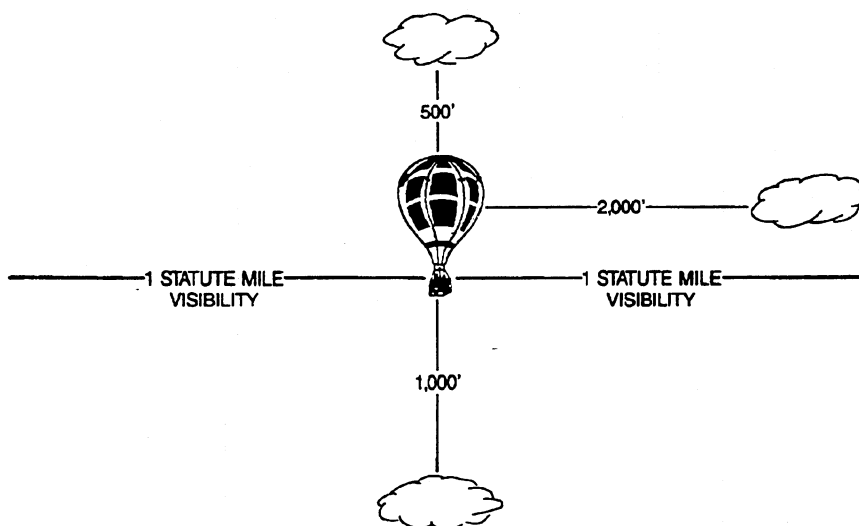 500'
2,000'
1 STATUTE MILE
VISIBILITY
1 STATUTE MILE
VISIBILITY
1,000'